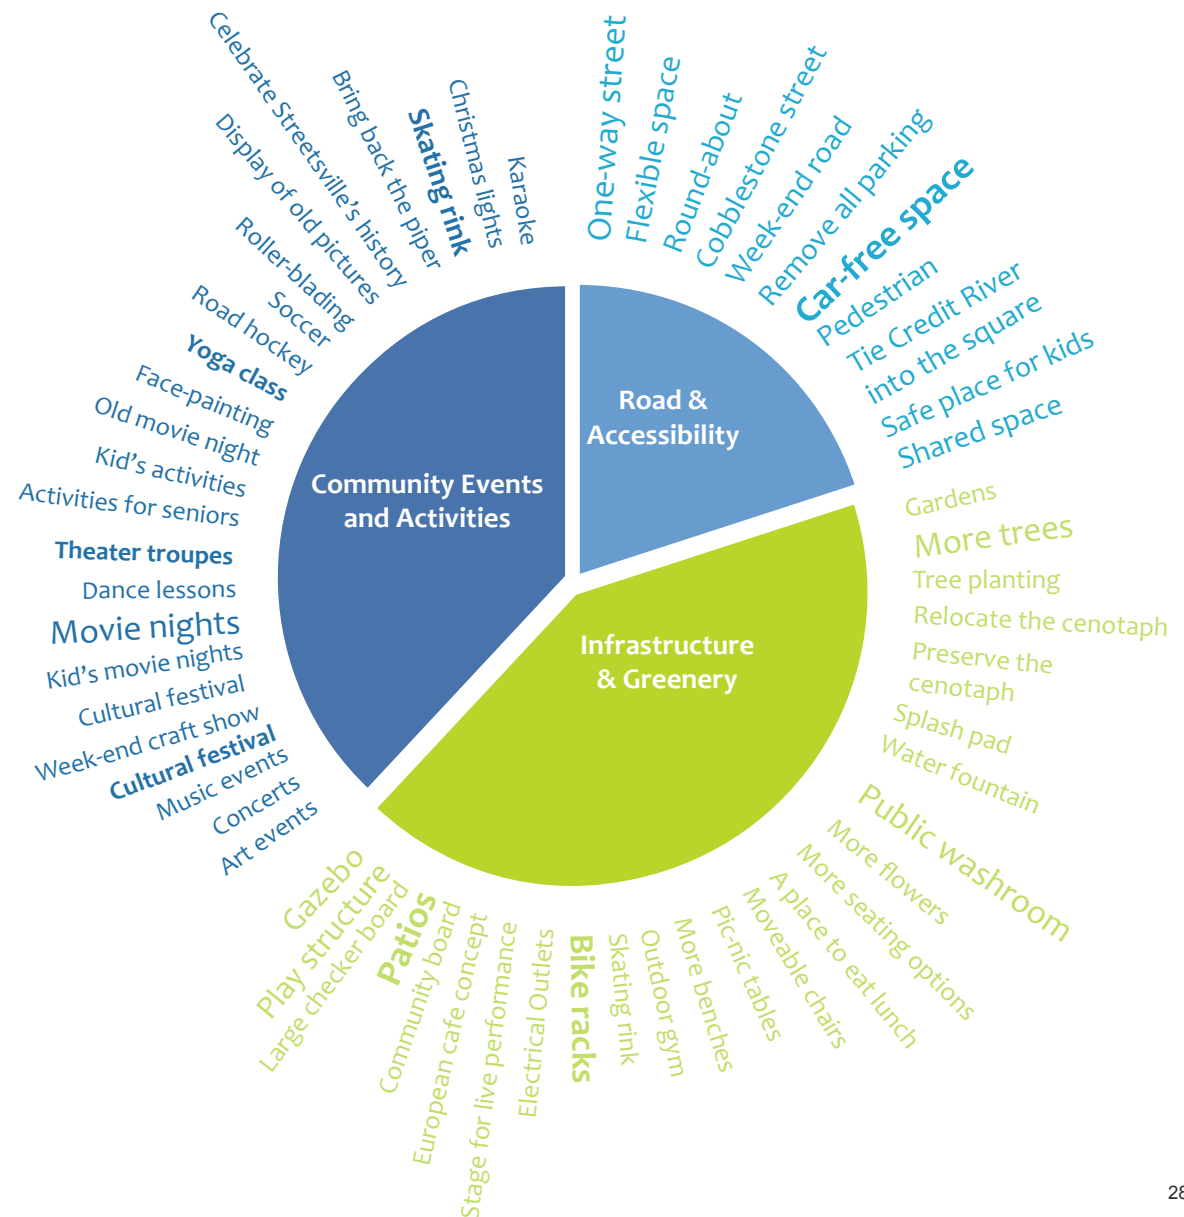 Celebrate Streetsville's history
Display of old pictures
Bring back the piper
Skating rink
Christmas lights
Karaoke
Roller-blading
Soccer
Road hockey
Yoga class
Face-painting
Old movie night
Kid's activities
Activities for seniors
Theater troupes
Dance lessons
Movie nights
Kid's movie nights
Cultural festival
Week-end craft show
Cultural festival
Music events
Concerts
Art events
One-way street
Flexible space
Round-about
Cobblestone street
Week-end road
Remove all parking
Car-free space
Pedestrian
Tie Credit River
into the square
Safe place for kids
Shared space
Road &
Accessibility
Community Events
and Activities
Infrastructure
& Greenery
Gardens
More trees
Tree planting
Relocate the cenotaph
Preserve the
cenotaph
Splash pad
Water fountain
Public washroom
More flowers
More seating options
A place to eat lunch
Moveable chairs
Pic-nic tables
More benches
Outdoor gym
Skating rink
Bike racks
Electrical Outlets
Stage for live performance
European cafe concept
Community board
Patios
Large checker board
Play structure
Gazebo
28